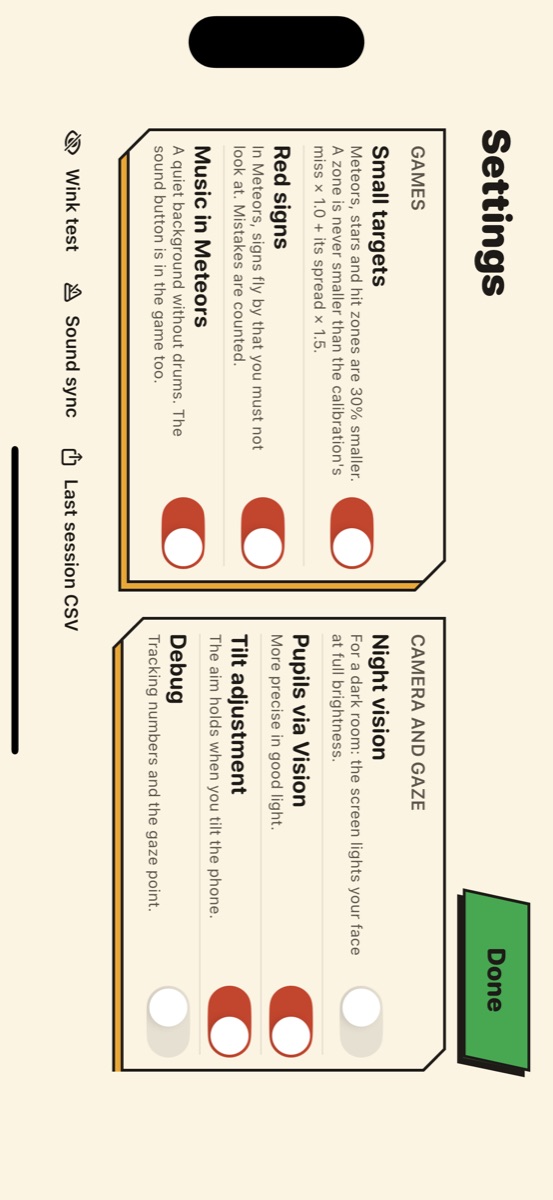 Settings
Done
GAMES
Small targets
Meteors, stars and hit zones are 30% smaller.
A zone is never smaller than the calibration's
miss × 1.0 + its spread × 1.5.
Red signs
In Meteors, signs fly by that you must not
look at. Mistakes are counted.
Music in Meteors
A quiet background without drums. The
sound button is in the game too.
CAMERA AND GAZE
Night vision
For a dark room: the screen lights your face
at full brightness.
Pupils via Vision
More precise in good light.
Tilt adjustment
The aim holds when you tilt the phone.
Debug
Tracking numbers and the gaze point.
Wink test
Sound sync
Last session CSV